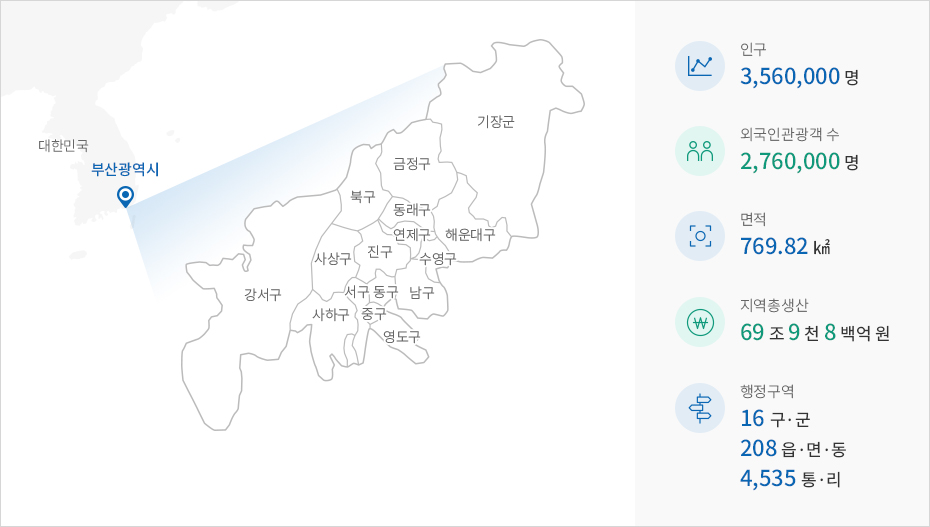 대한민국
부산광역시
기장군
금정구
북구
동래구
연제구
해운대구
진구
사상구
수영구
강서구
서구
동구
남구
사하구
중구
영도구
인구
3,560,000 명
외국인관광객 수
2,760,000 명
면적
769.82 ㎢
지역총생산
69 조 9 천 8 백억 원
행정구역
16 구·군
208 읍·면·동
4,535 통·리